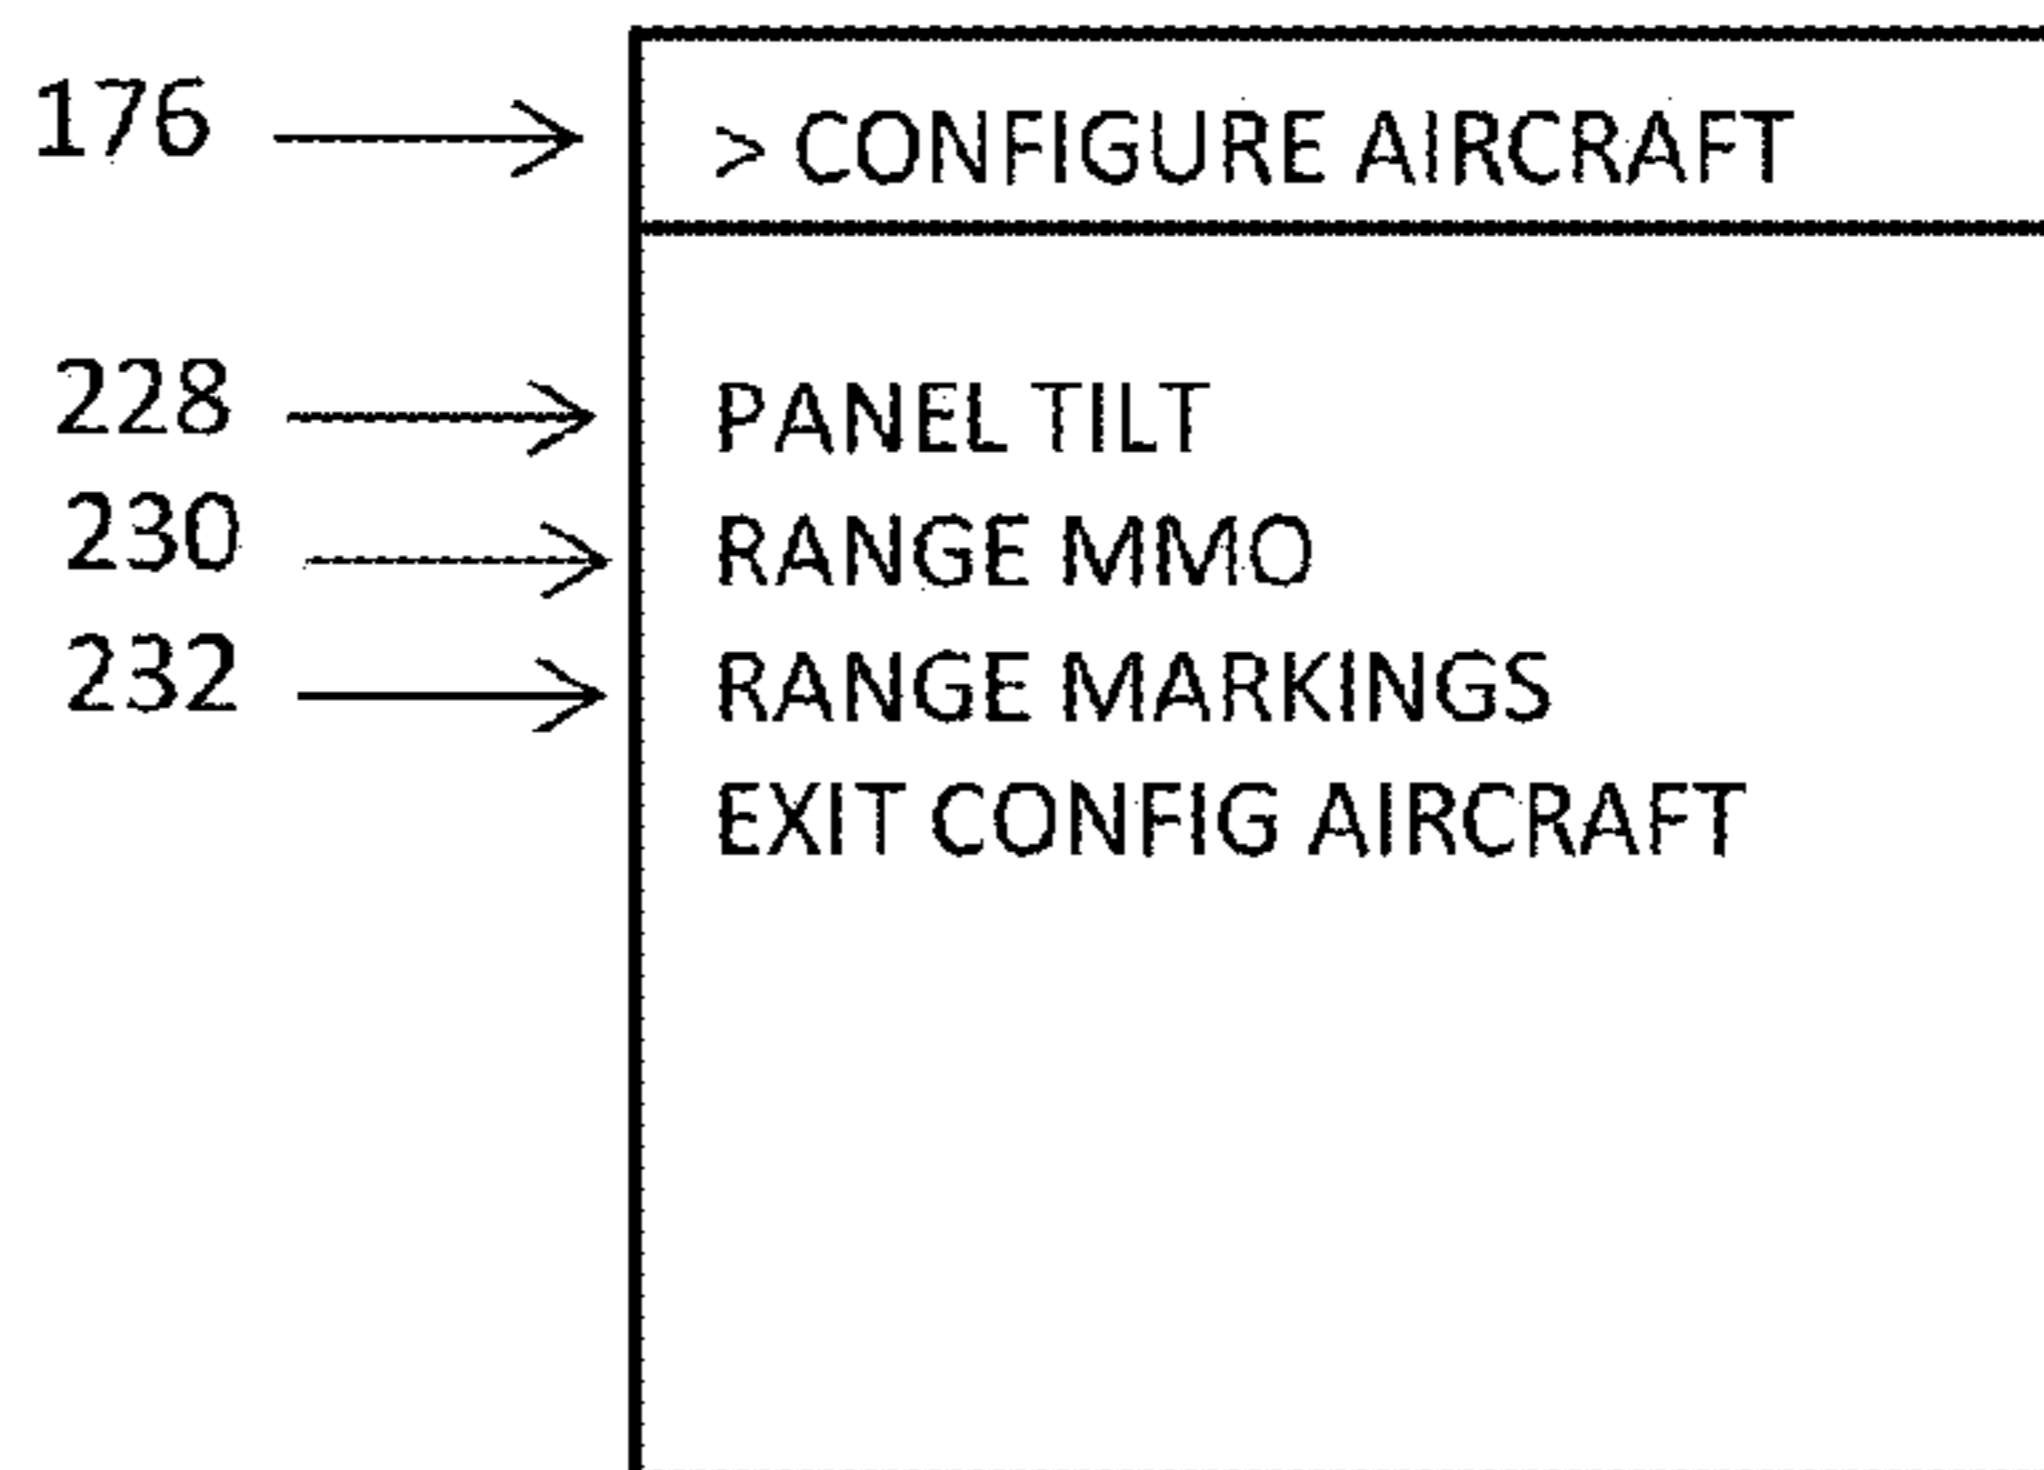 176 > CONFIGURE AIRCRAFT
228 PANEL TILT
230 RANGE MMO
232 RANGE MARKINGS
EXIT CONFIG AIRCRAFT